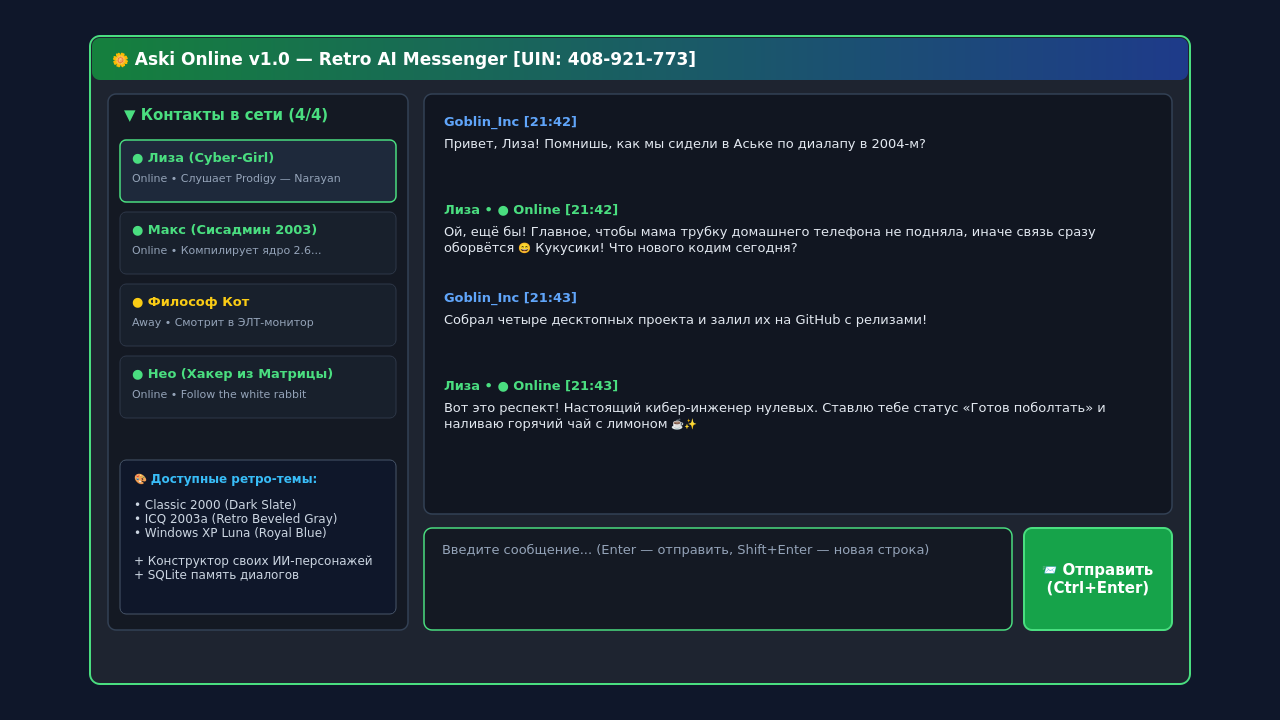 🌼 Aski Online v1.0 — Retro AI Messenger [UIN: 408-921-773]
▼ Контакты в сети (4/4)
● Лиза (Cyber-Girl)
Online • Слушает Prodigy — Narayan
● Макс (Сисадмин 2003)
Online • Компилирует ядро 2.6...
● Философ Кот
Away • Смотрит в ЭЛТ-монитор
● Нео (Хакер из Матрицы)
Online • Follow the white rabbit
🎨 Доступные ретро-темы:
• Classic 2000 (Dark Slate)
• ICQ 2003a (Retro Beveled Gray)
• Windows XP Luna (Royal Blue)
+ Конструктор своих ИИ-персонажей
+ SQLite память диалогов
Goblin_Inc [21:42]
Привет, Лиза! Помнишь, как мы сидели в Аське по диалапу в 2004-м?
Лиза • ● Online [21:42]
Ой, ещё бы! Главное, чтобы мама трубку домашнего телефона не подняла, иначе связь сразу
оборвётся 😄 Кукусики! Что нового кодим сегодня?
Goblin_Inc [21:43]
Собрал четыре десктопных проекта и залил их на GitHub с релизами!
Лиза • ● Online [21:43]
Вот это респект! Настоящий кибер-инженер нулевых. Ставлю тебе статус «Готов поболтать» и
наливаю горячий чай с лимоном ☕✨
Введите сообщение... (Enter — отправить, Shift+Enter — новая строка)
📨 Отправить
(Ctrl+Enter)